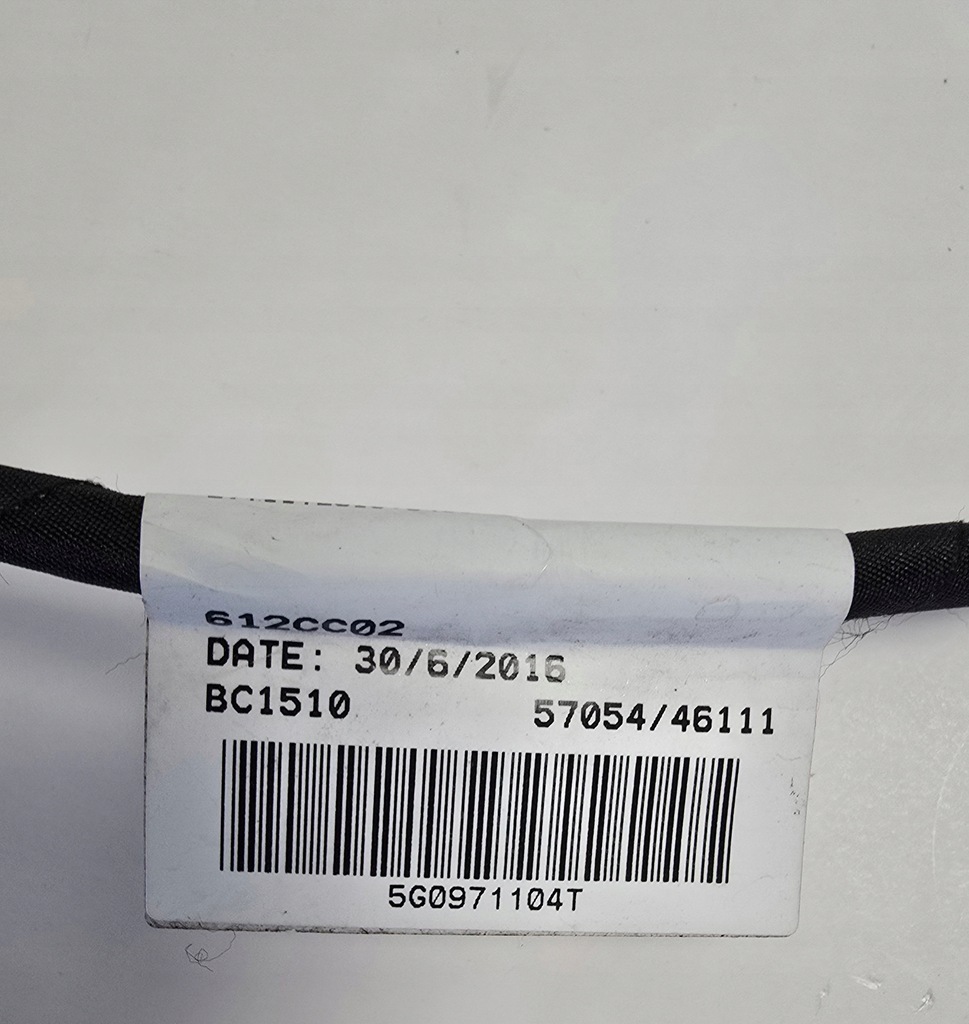 612CC02
DATE: 30/6/2016
BC1510 57054/46111
5G0971104T